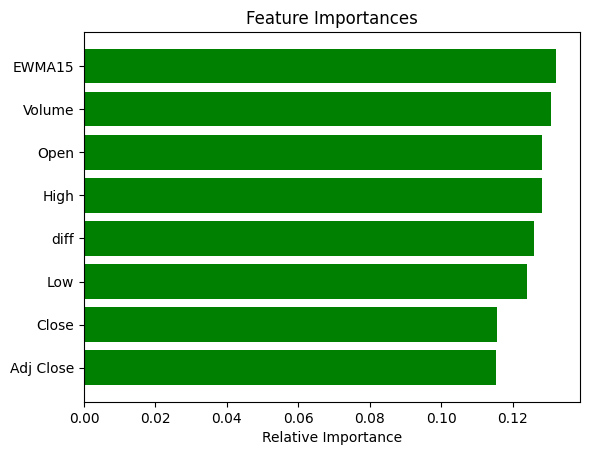 Feature Importances
EWMA15
Volume
Open
High
diff
Low
Close
Adj Close
0.00 0.02 0.04 0.06 0.08 0.10 0.12
Relative Importance